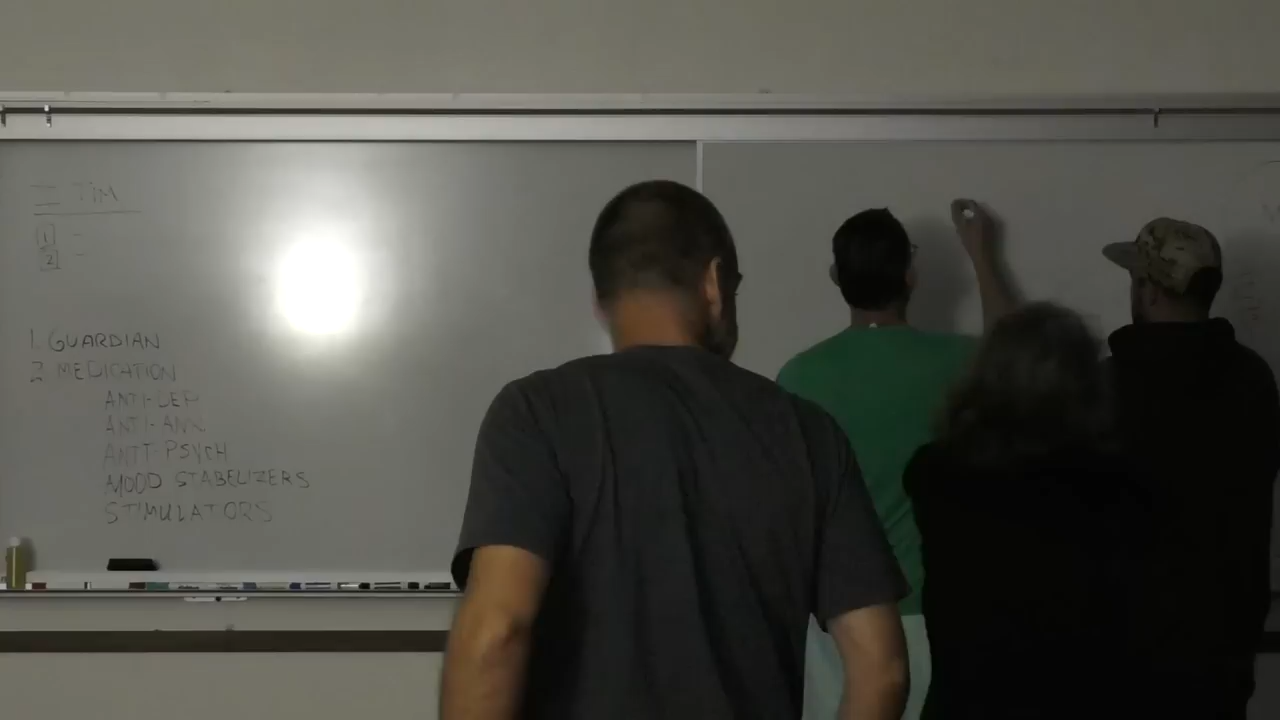 TIM
1 -
2 -
1. GUARDIAN
2 MEDICATION
ANTI-DEP
ANTI-ANX.
ANTI-PSYCH
MOOD STABELIZERS
STIMULATORS